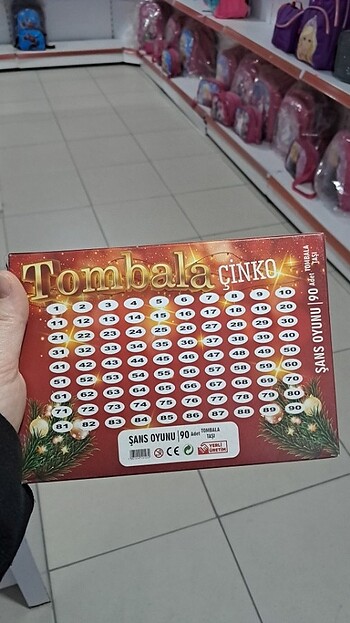 Tombala ÇINKO
1 2 3 4 5 6 7 8 9 10
11 12 13 14 15 16 17 18 19 20
21 22 23 24 25 26 27 28 29 30
31 32 33 34 35 36 37 38 39 40
41 42 43 44 45 46 47 48 49 50
51 52 53 54 55 56 57 58 59 60
61 62 63 64 65 66 67 68 69 70
71 72 73 74 75 76 77 78 79 80
81 82 83 84 85 86 87 88 89 90
ŞANS OYUNU | 90 Adet TOMBALA TAŞI
CE
YERLİ ÜRETİM
ŞANS OYUNU | 90 Adet TOMBALA TAŞI